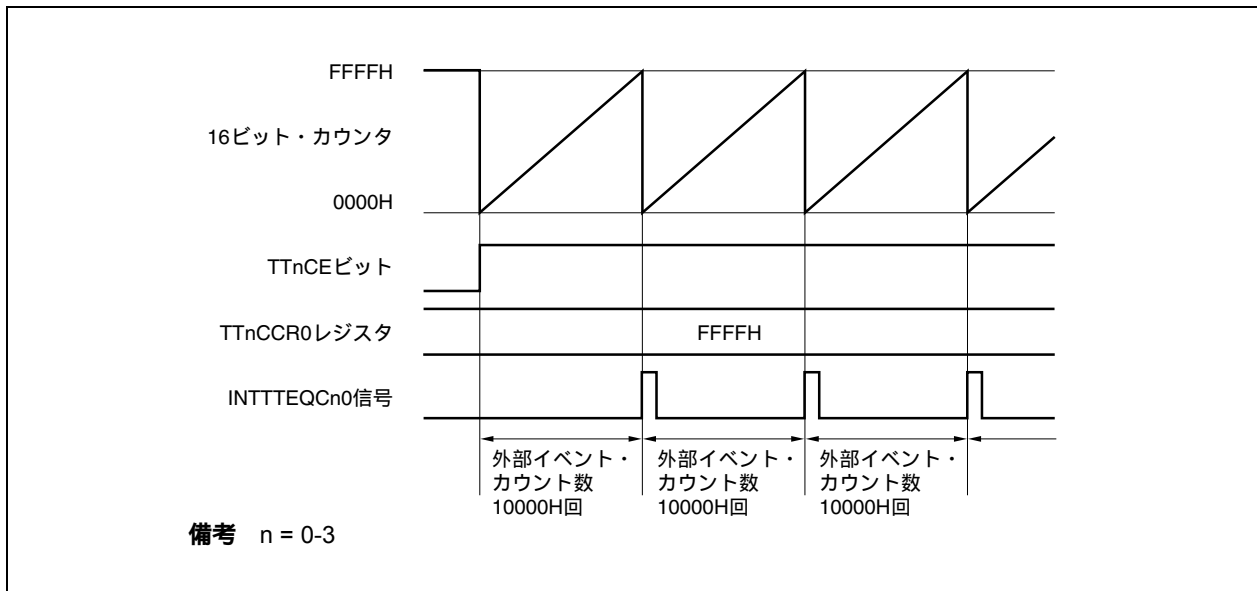 FFFFH
16ビット・カウンタ
0000H
TTnCEビット
TTnCCR0レジスタ
FFFFH
INTTTEQCn0信号
外部イベント・
カウント数
10000H回
外部イベント・
カウント数
10000H回
外部イベント・
カウント数
10000H回
備考 n = 0-3